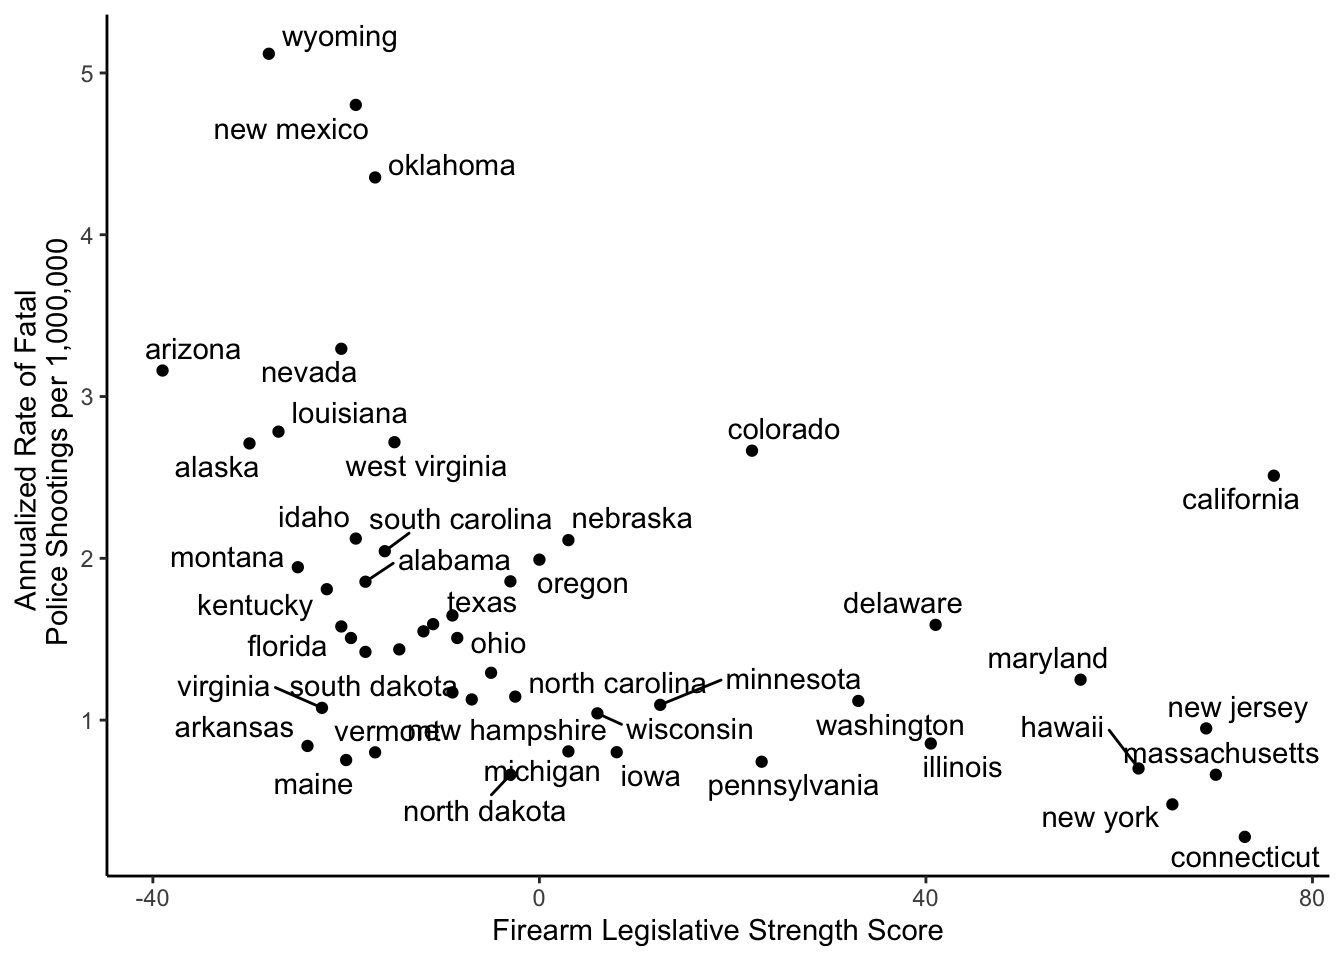 wyoming
new mexico
oklahoma
arizona
nevada
louisiana
alaska
west virginia
colorado
california
idaho
south carolina
nebraska
montana
alabama
oregon
kentucky
texas
delaware
florida
ohio
maryland
virginia
south dakota
north carolina
minnesota
new jersey
arkansas
vermont
new hampshire
wisconsin
washington
hawaii
massachusetts
maine
michigan
iowa
pennsylvania
illinois
north dakota
new york
connecticut
5
4
3
2
1
-40
0
40
80
Annualized Rate of Fatal
Police Shootings per 1,000,000
Firearm Legislative Strength Score